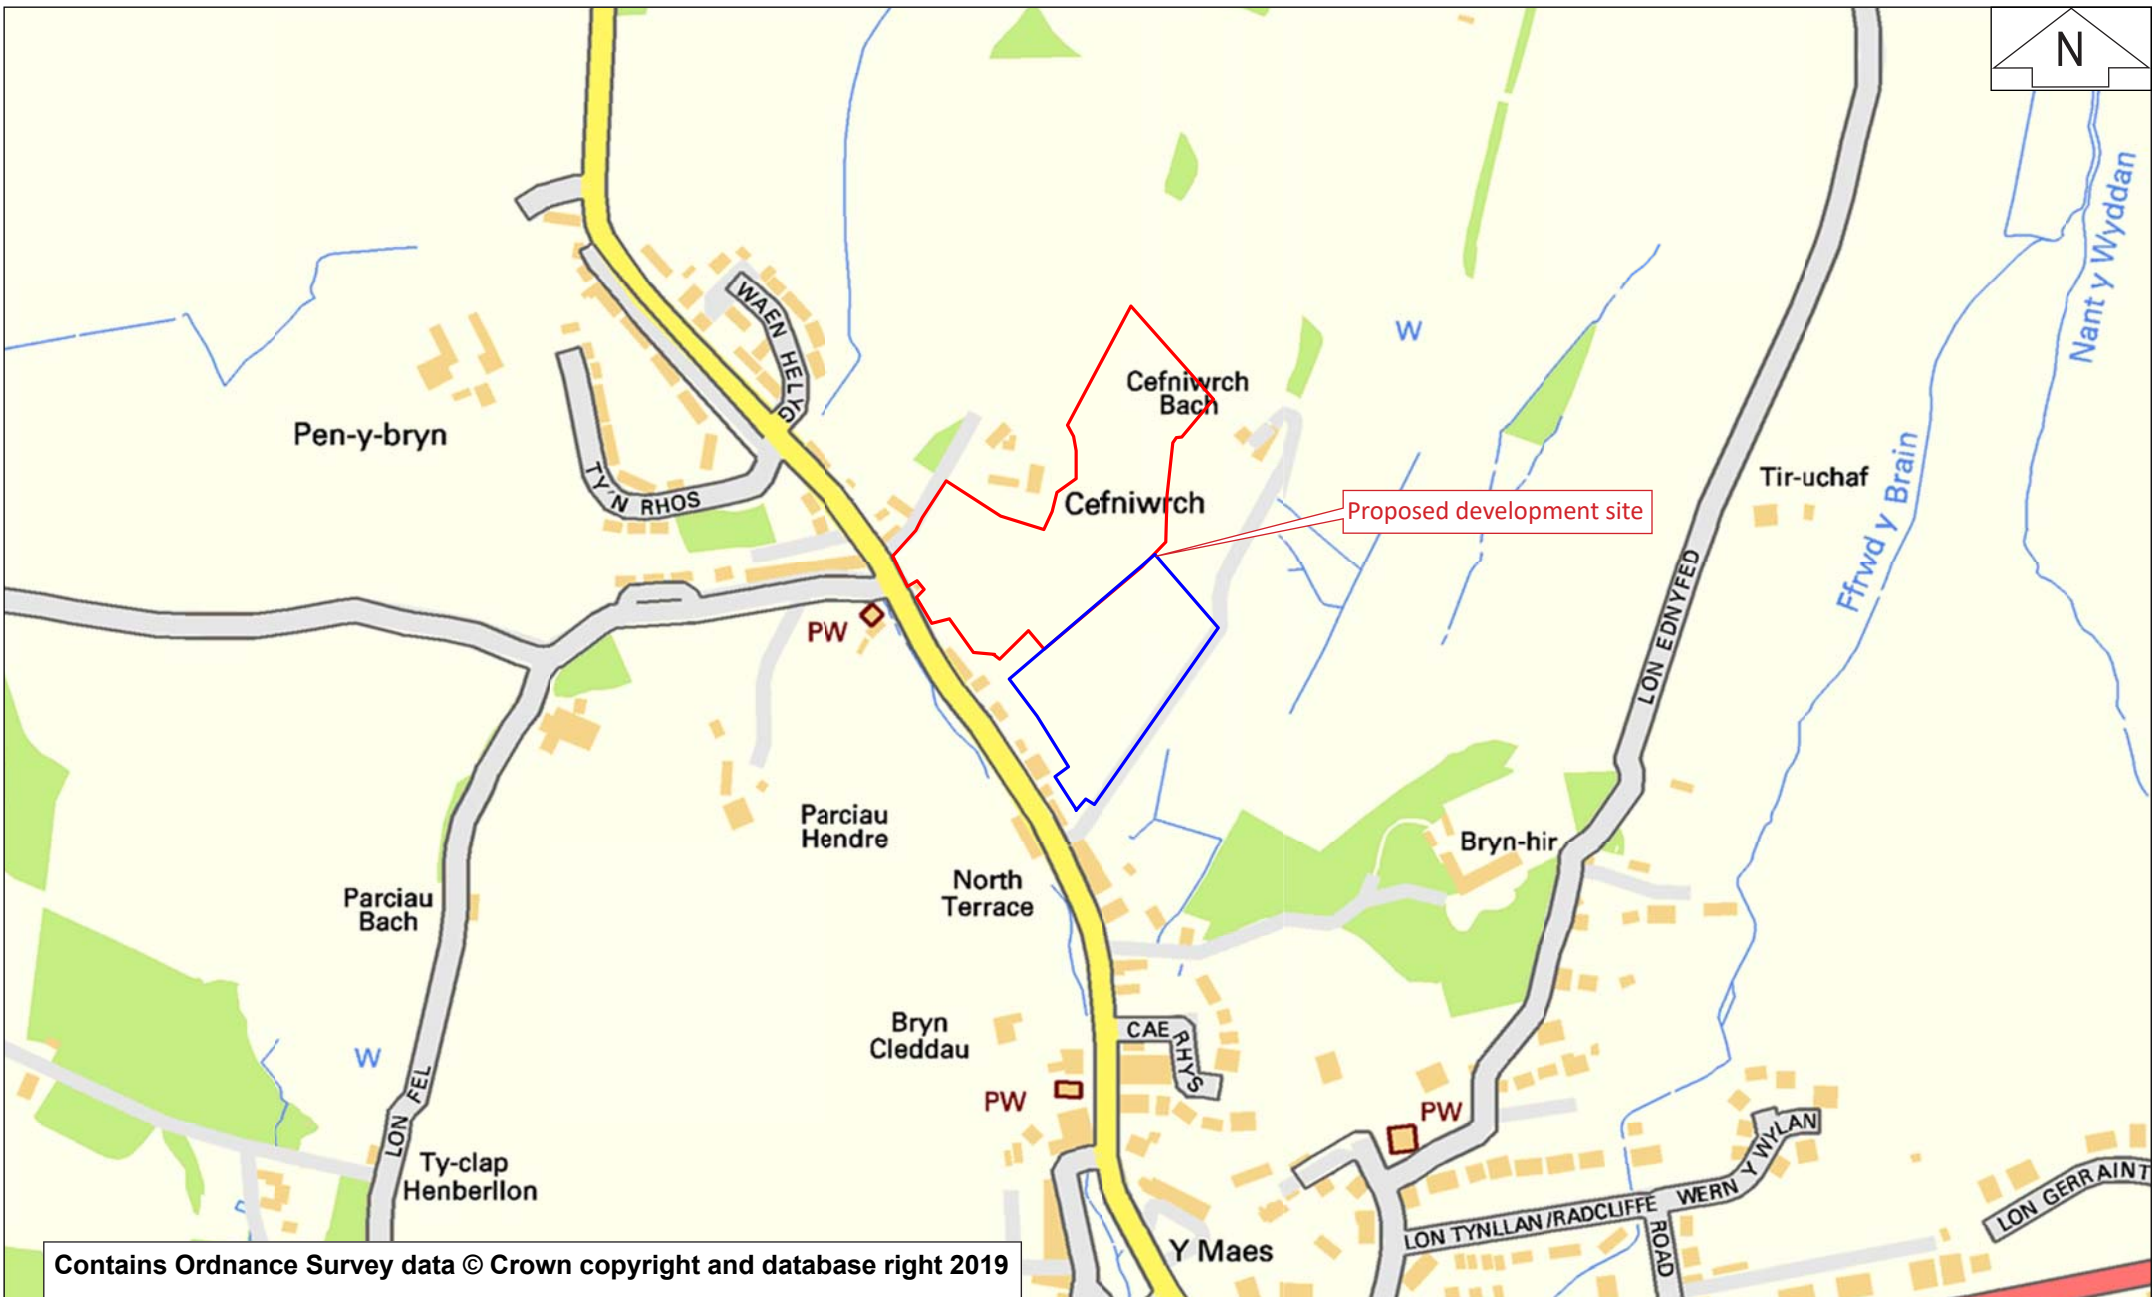 N
Nant y Wyddan
WAEN HELYG
W
Cefniwrch
Bach
Pen-y-bryn
TY'N RHOS
Cefniwrch
Proposed development site
Tir-uchaf
Ffrwd y Brain
LON EDNYFED
PW
Parciau
Hendre
Bryn-hir
North
Terrace
Parciau
Bach
Bryn
Cleddau
CAE RHYS
W
LON FEL
PW
PW
Ty-clap
Henberllon
Y Maes
LON TYNLLAN/RADCLIFFE
ROAD
WERN Y WYLAN
LON GERRAINT
Contains Ordnance Survey data © Crown copyright and database right 2019